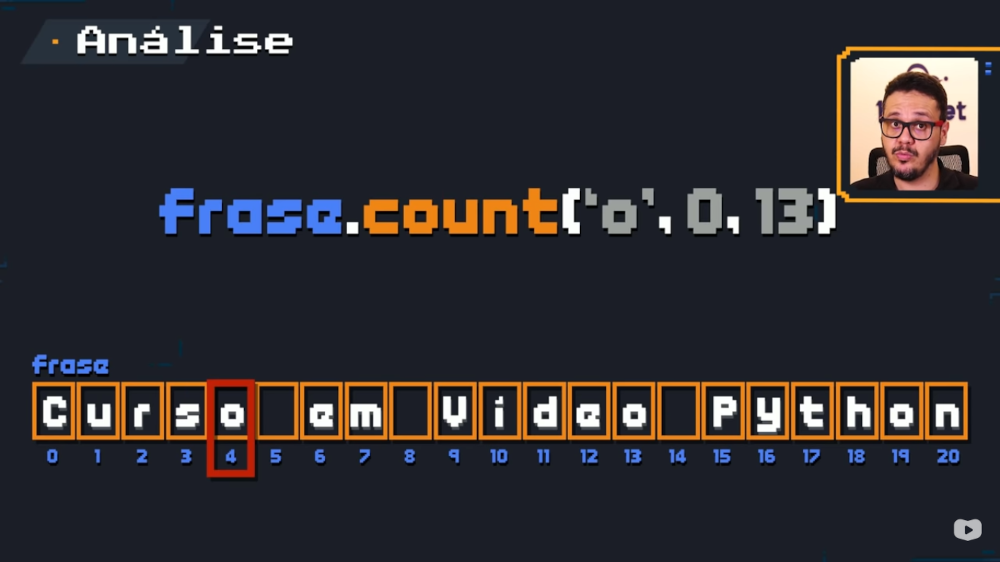 Análise
frase.count('o', 0, 13)
frase
C u r s o e m V í d e o P y t h o n
0 1 2 3 4 5 6 7 8 9 10 11 12 13 14 15 16 17 18 19 20